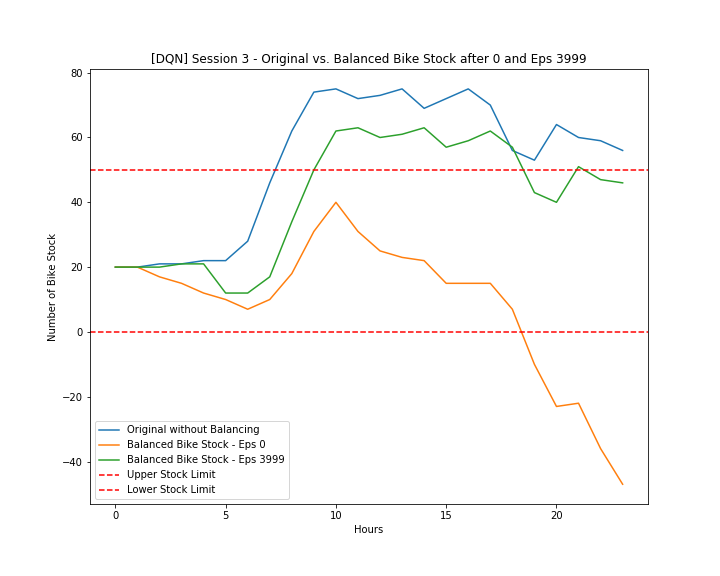 [DQN] Session 3 - Original vs. Balanced Bike Stock after 0 and Eps 3999
80
60
40
20
0
−20
−40
Number of Bike Stock
Original without Balancing
Balanced Bike Stock - Eps 0
Balanced Bike Stock - Eps 3999
Upper Stock Limit
Lower Stock Limit
0 5 10 15 20
Hours